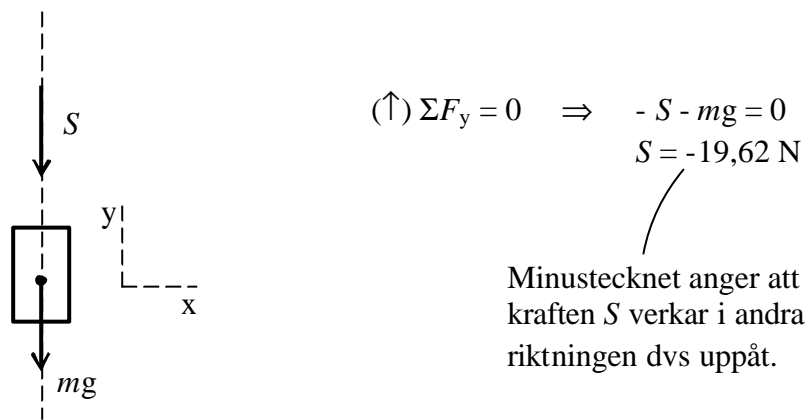 S
(↑) ΣF_y = 0 ⇒ - S - mg = 0
S = -19,62 N
y
x
mg
Minustecknet anger att
kraften S verkar i andra
riktningen dvs uppåt.